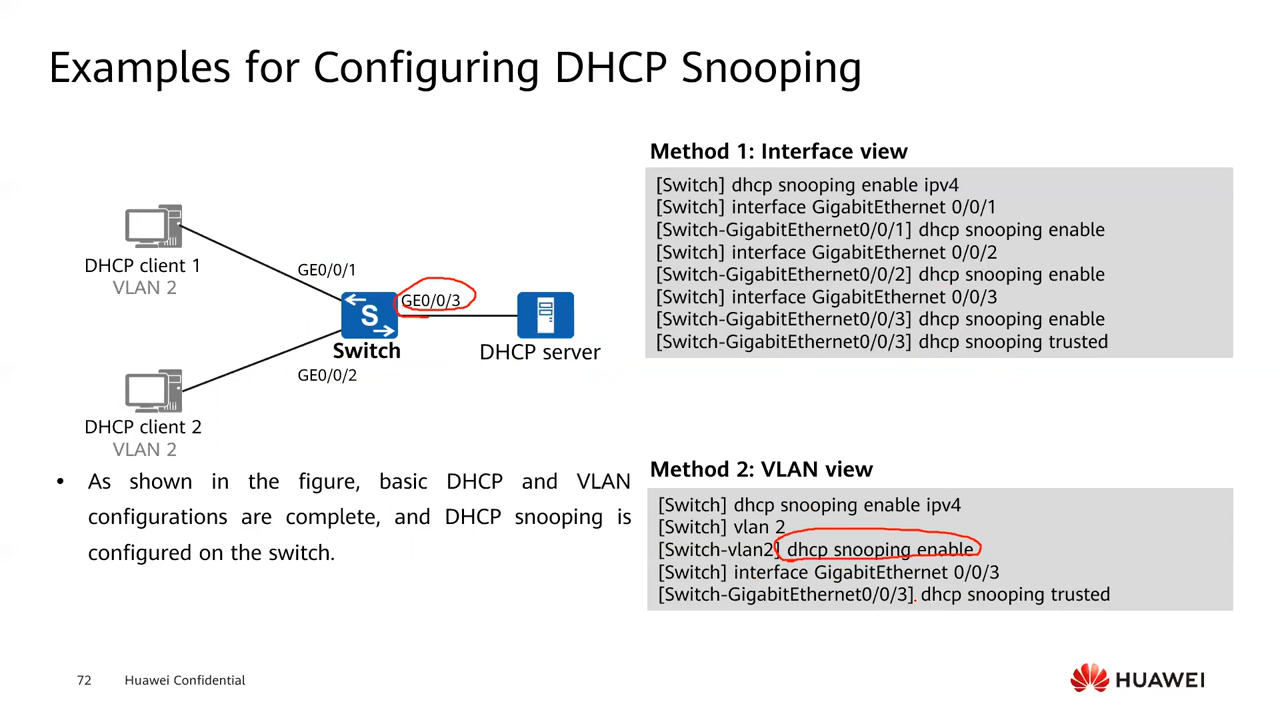 Examples for Configuring DHCP Snooping
DHCP client 1
VLAN 2
GE0/0/1
GE0/0/3
S
Switch
DHCP server
GE0/0/2
DHCP client 2
VLAN 2
• As shown in the figure, basic DHCP and VLAN
configurations are complete, and DHCP snooping is
configured on the switch.
Method 1: Interface view
[Switch] dhcp snooping enable ipv4
[Switch] interface GigabitEthernet 0/0/1
[Switch-GigabitEthernet0/0/1] dhcp snooping enable
[Switch] interface GigabitEthernet 0/0/2
[Switch-GigabitEthernet0/0/2] dhcp snooping enable
[Switch] interface GigabitEthernet 0/0/3
[Switch-GigabitEthernet0/0/3] dhcp snooping enable
[Switch-GigabitEthernet0/0/3] dhcp snooping trusted
Method 2: VLAN view
[Switch] dhcp snooping enable ipv4
[Switch] vlan 2
[Switch-vlan2] dhcp snooping enable
[Switch] interface GigabitEthernet 0/0/3
[Switch-GigabitEthernet0/0/3] dhcp snooping trusted
72 Huawei Confidential
HUAWEI